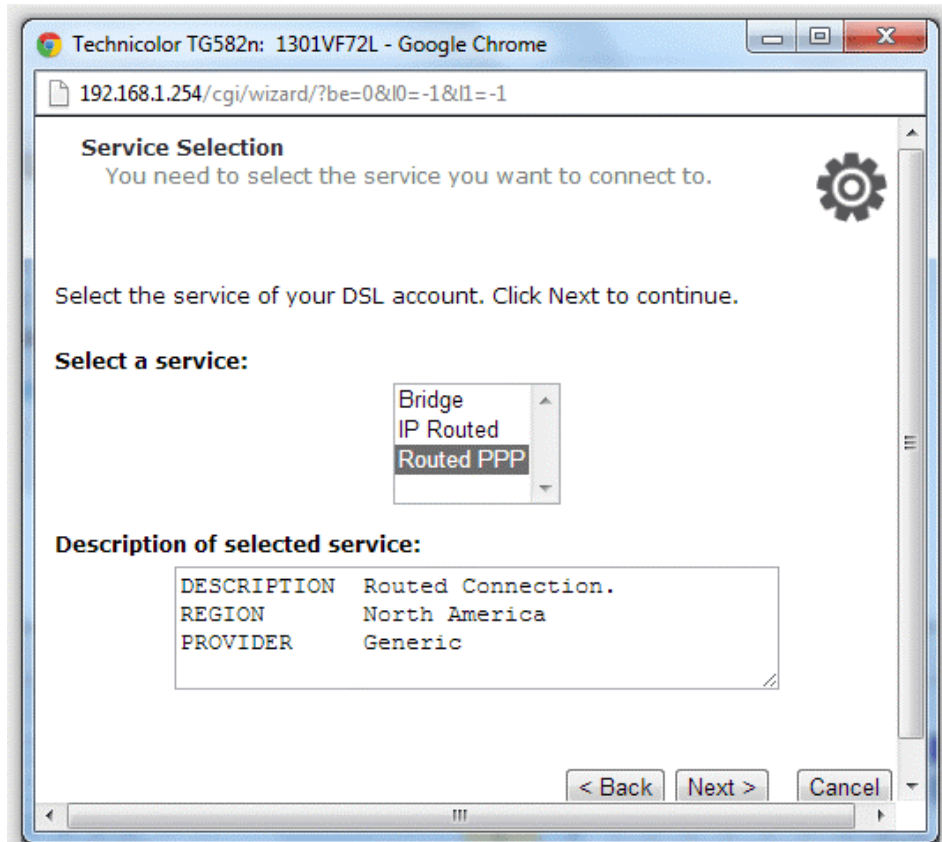 Technicolor TG582n: 1301VF72L - Google Chrome
192.168.1.254/cgi/wizard/?be=0&l0=-1&l1=-1
Service Selection
You need to select the service you want to connect to.
Select the service of your DSL account. Click Next to continue.
Select a service:
Bridge
IP Routed
Routed PPP
Description of selected service:
DESCRIPTION Routed Connection.
REGION North America
PROVIDER Generic
< Back Next > Cancel